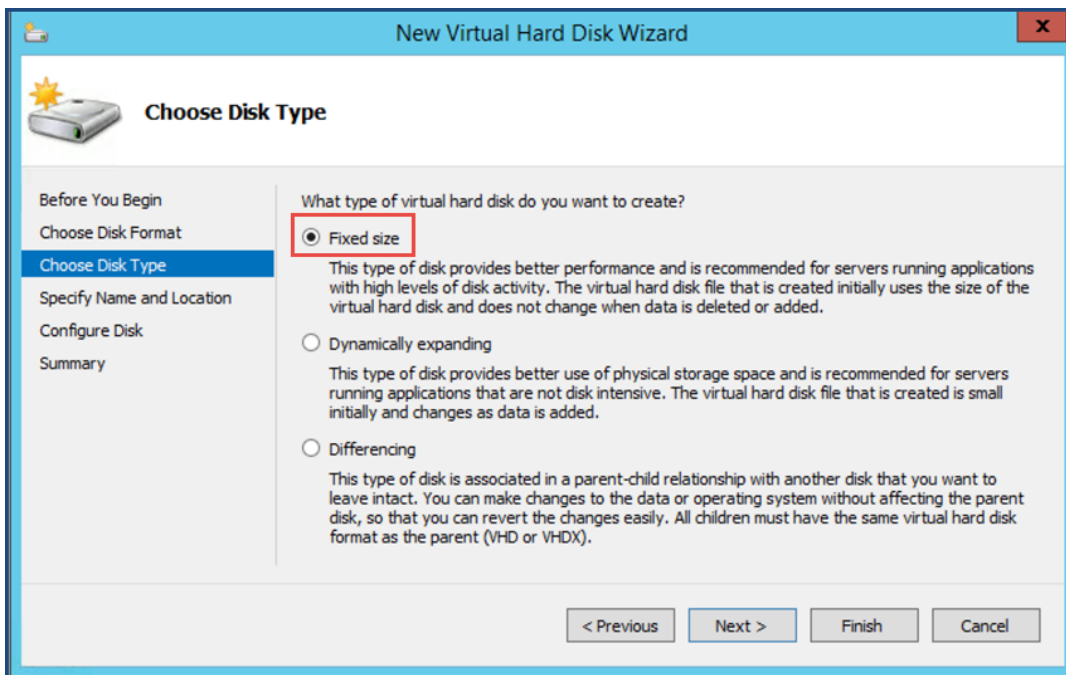 New Virtual Hard Disk Wizard
x
Choose Disk Type
Before You Begin
Choose Disk Format
Choose Disk Type
Specify Name and Location
Configure Disk
Summary
What type of virtual hard disk do you want to create?
Fixed size
This type of disk provides better performance and is recommended for servers running applications
with high levels of disk activity. The virtual hard disk file that is created initially uses the size of the
virtual hard disk and does not change when data is deleted or added.
Dynamically expanding
This type of disk provides better use of physical storage space and is recommended for servers
running applications that are not disk intensive. The virtual hard disk file that is created is small
initially and changes as data is added.
Differencing
This type of disk is associated in a parent-child relationship with another disk that you want to
leave intact. You can make changes to the data or operating system without affecting the parent
disk, so that you can revert the changes easily. All children must have the same virtual hard disk
format as the parent (VHD or VHDX).
< Previous
Next >
Finish
Cancel